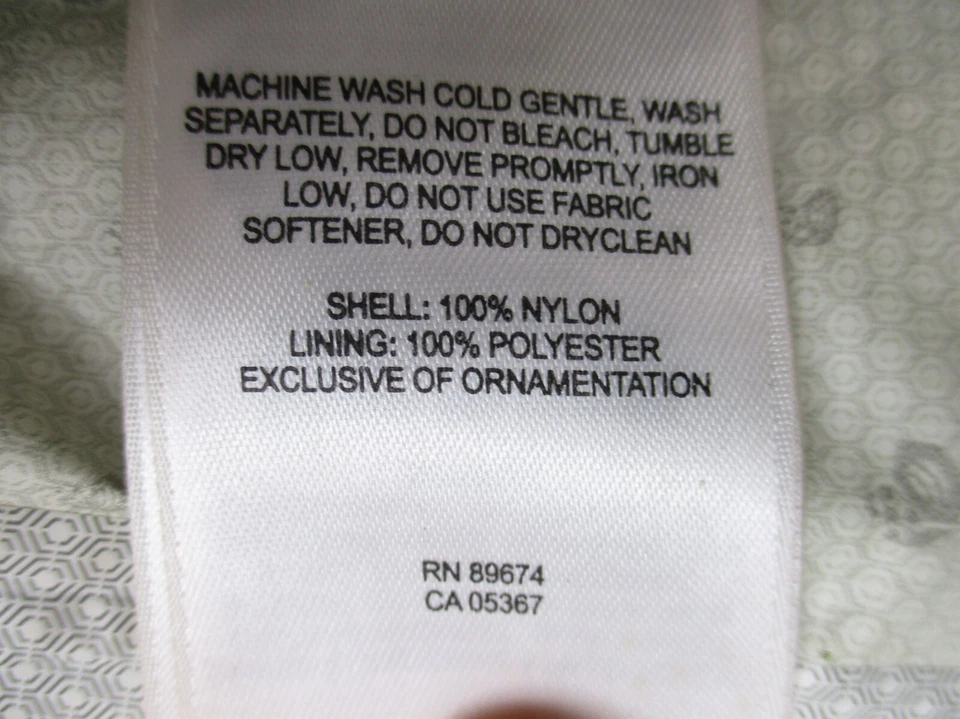 MACHINE WASH COLD GENTLE, WASH
SEPARATELY, DO NOT BLEACH, TUMBLE
DRY LOW, REMOVE PROMPTLY, IRON
LOW, DO NOT USE FABRIC
SOFTENER, DO NOT DRYCLEAN
SHELL: 100% NYLON
LINING: 100% POLYESTER
EXCLUSIVE OF ORNAMENTATION
RN 89674
CA 05367